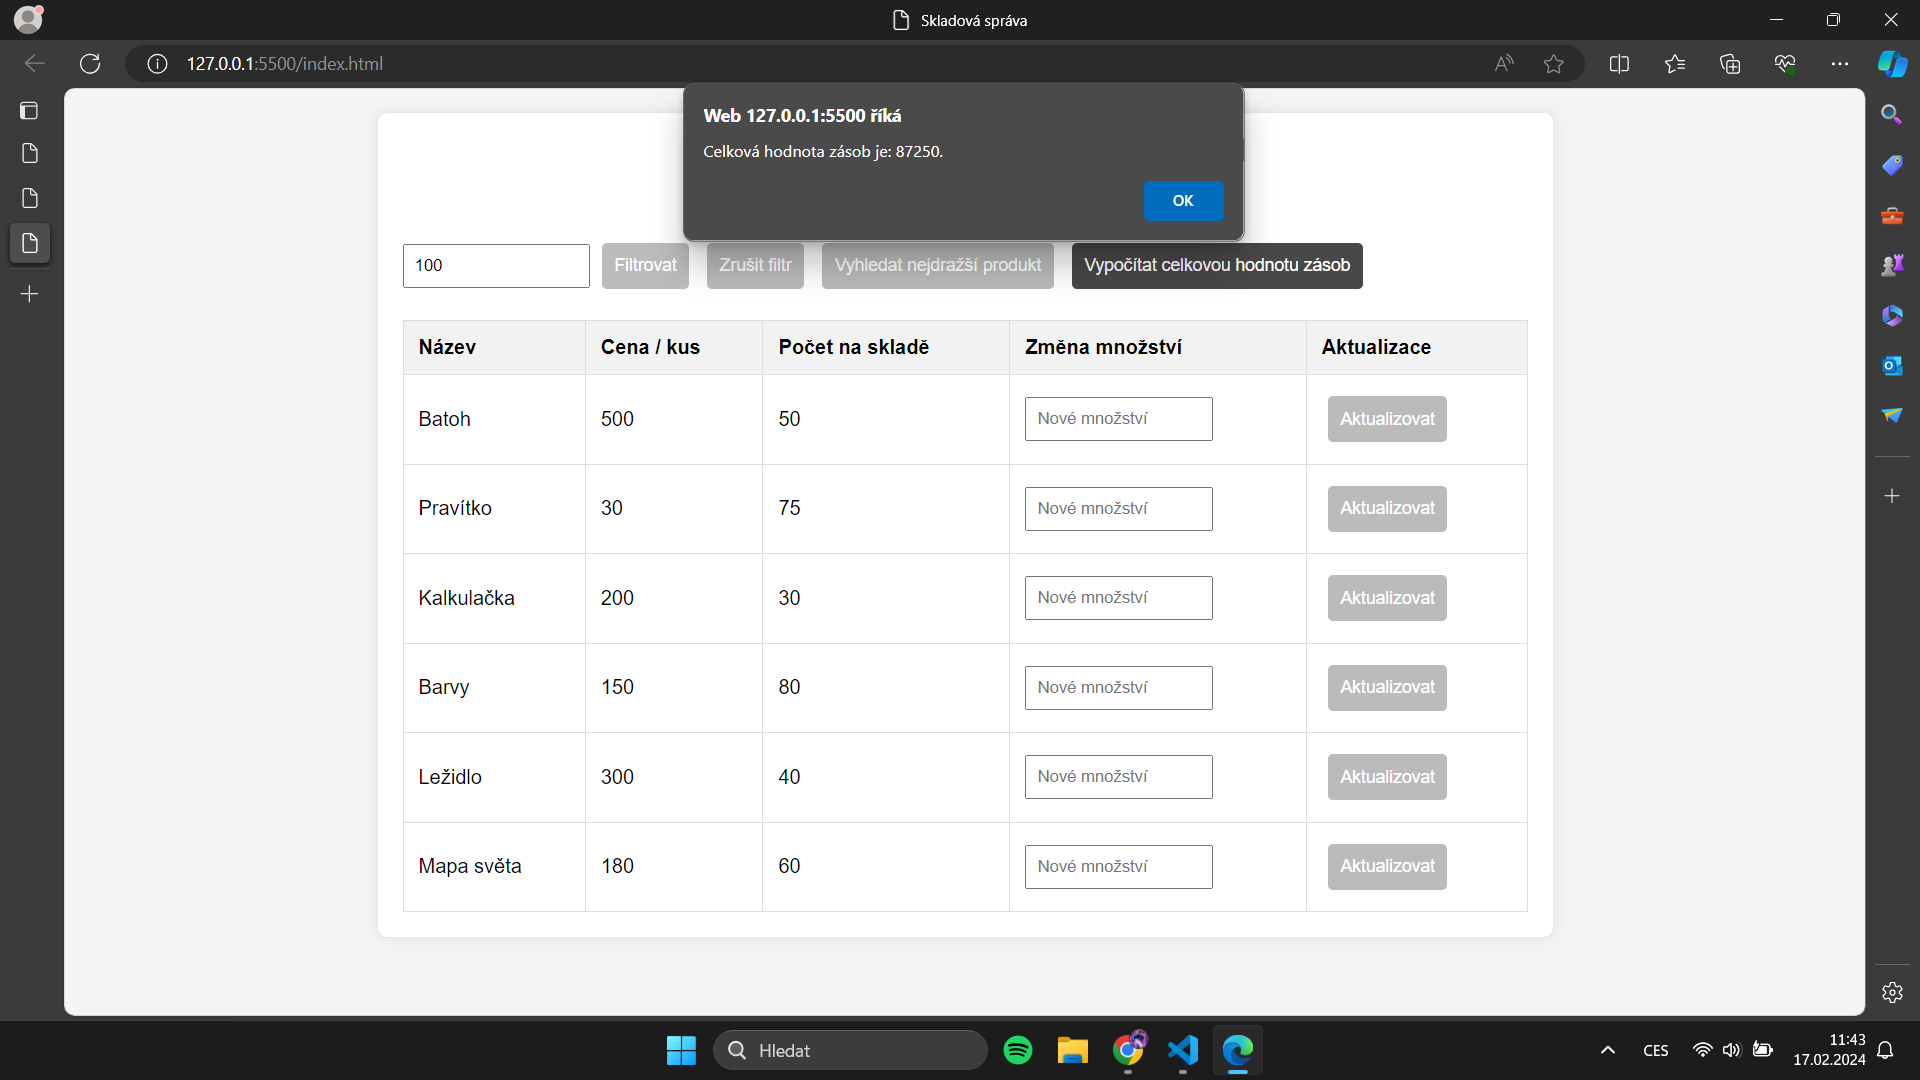 Skladová správa
127.0.0.1:5500/index.html
Web 127.0.0.1:5500 říká
Celková hodnota zásob je: 87250.
OK
100 Filtrovat Zrušit filtr Vyhledat nejdražší produkt Vypočítat celkovou hodnotu zásob
Název Cena / kus Počet na skladě Změna množství Aktualizace
Batoh 500 50 Nové množství Aktualizovat
Pravítko 30 75 Nové množství Aktualizovat
Kalkulačka 200 30 Nové množství Aktualizovat
Barvy 150 80 Nové množství Aktualizovat
Ležidlo 300 40 Nové množství Aktualizovat
Mapa světa 180 60 Nové množství Aktualizovat
Hledat
CES
11:43
17.02.2024